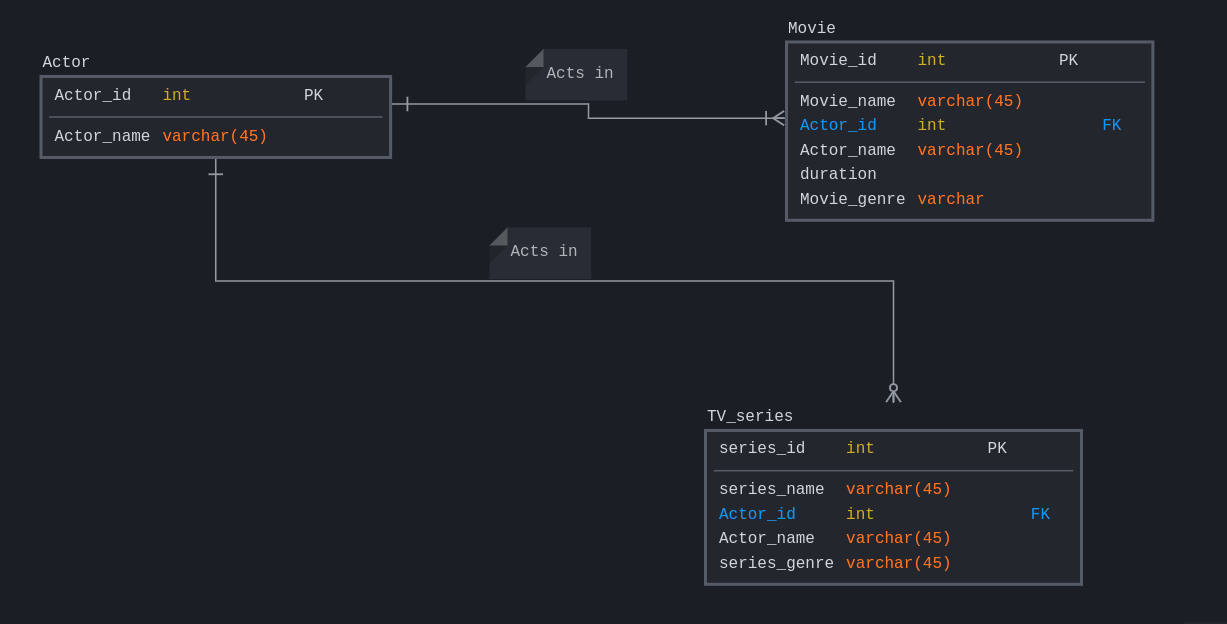 Actor
Actor_id int PK
Actor_name varchar(45)
Acts in
Movie
Movie_id int PK
Movie_name varchar(45)
Actor_id int FK
Actor_name varchar(45)
duration
Movie_genre varchar
Acts in
TV_series
series_id int PK
series_name varchar(45)
Actor_id int FK
Actor_name varchar(45)
series_genre varchar(45)